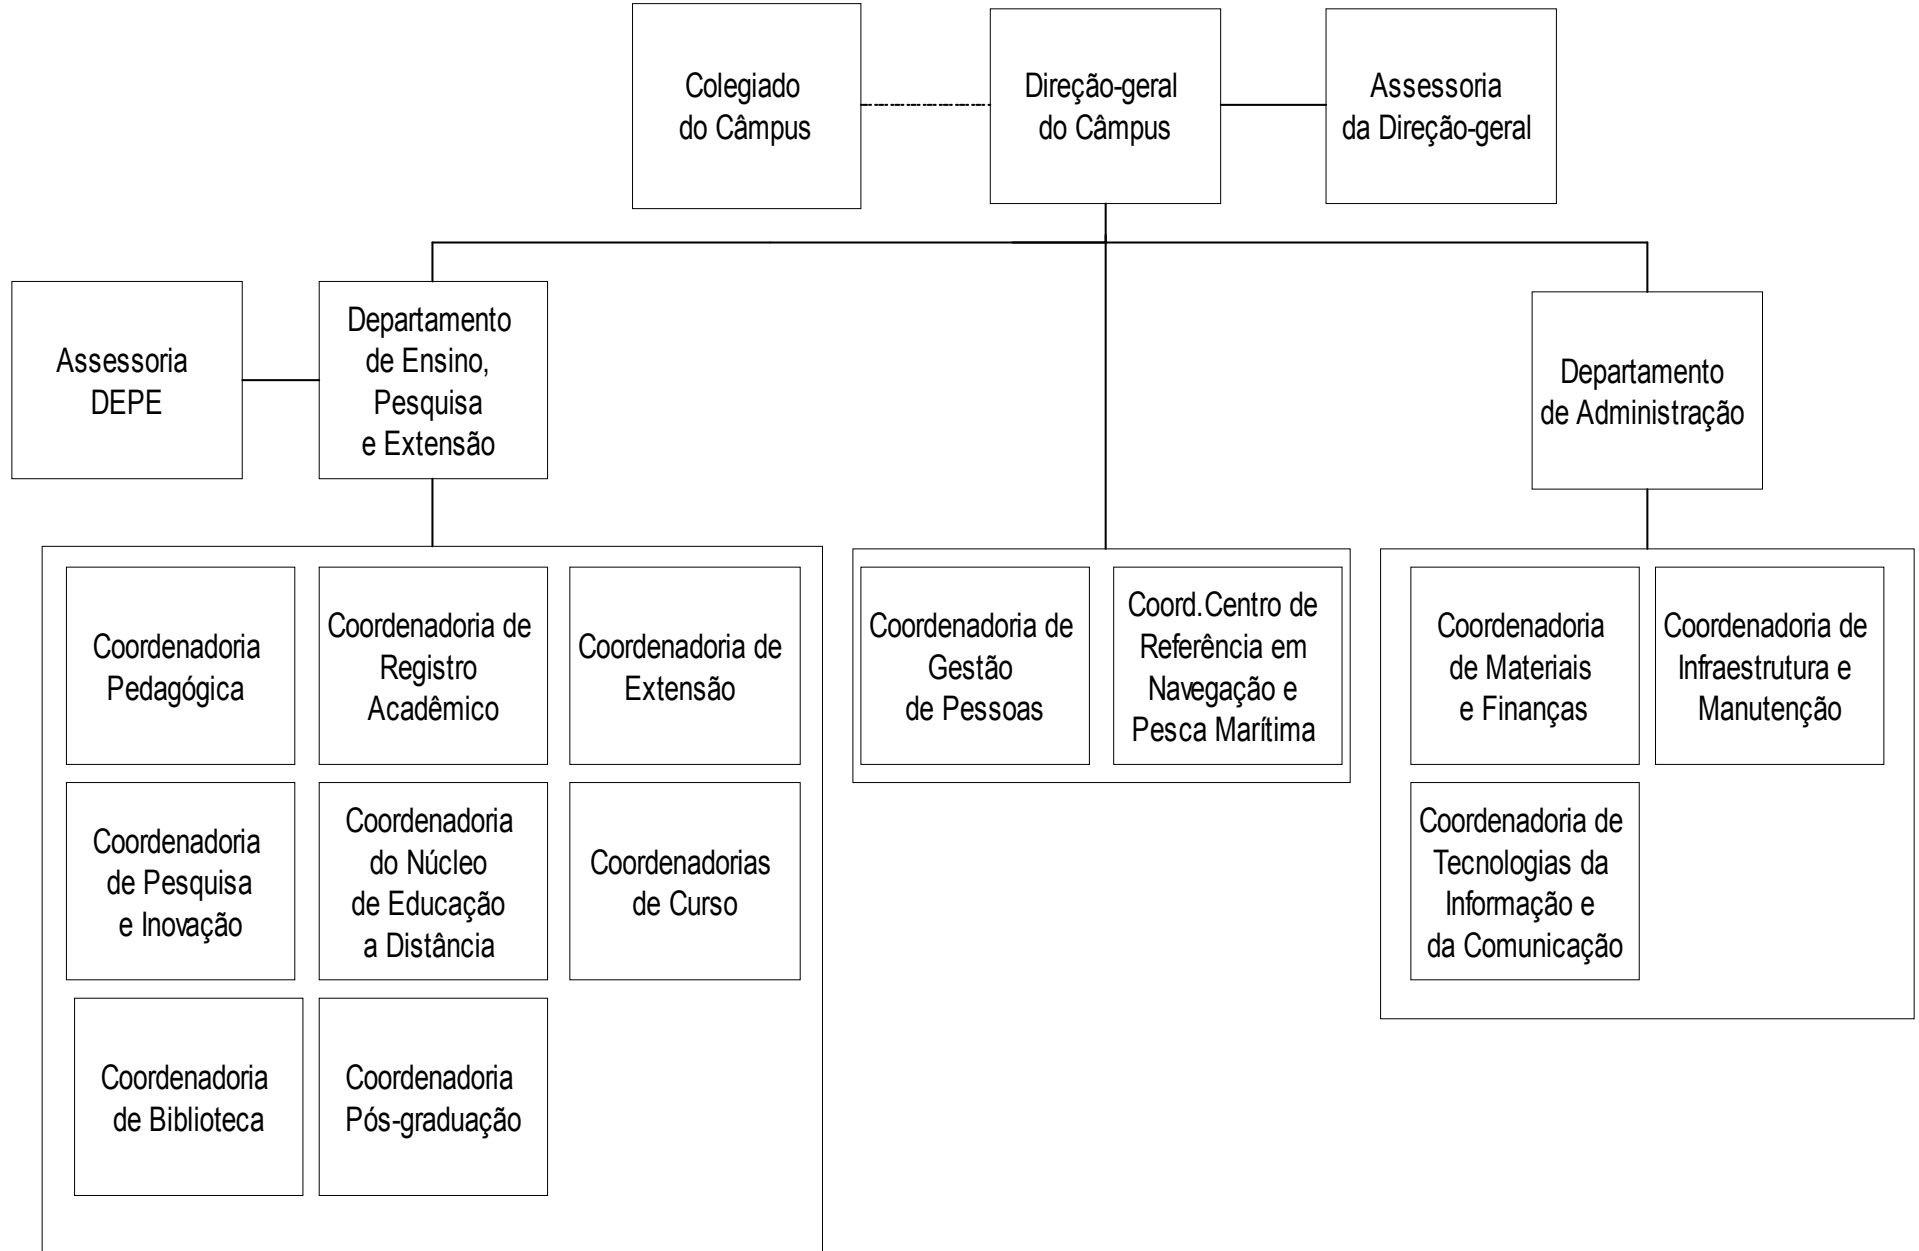 Colegiado
do Câmpus
Direção-geral
do Câmpus
Assessoria
da Direção-geral
Assessoria
DEPE
Departamento
de Ensino,
Pesquisa
e Extensão
Departamento
de Administração
Coordenadoria
Pedagógica
Coordenadoria de
Registro
Acadêmico
Coordenadoria de
Extensão
Coordenadoria
de Pesquisa
e Inovação
Coordenadoria
do Núcleo
de Educação
a Distância
Coordenadorias
de Curso
Coordenadoria
de Biblioteca
Coordenadoria
Pós-graduação
Coordenadoria de
Gestão
de Pessoas
Coord.Centro de
Referência em
Navegação e
Pesca Marítima
Coordenadoria
de Materiais
e Finanças
Coordenadoria de
Infraestrutura e
Manutenção
Coordenadoria de
Tecnologias da
Informação e
da Comunicação